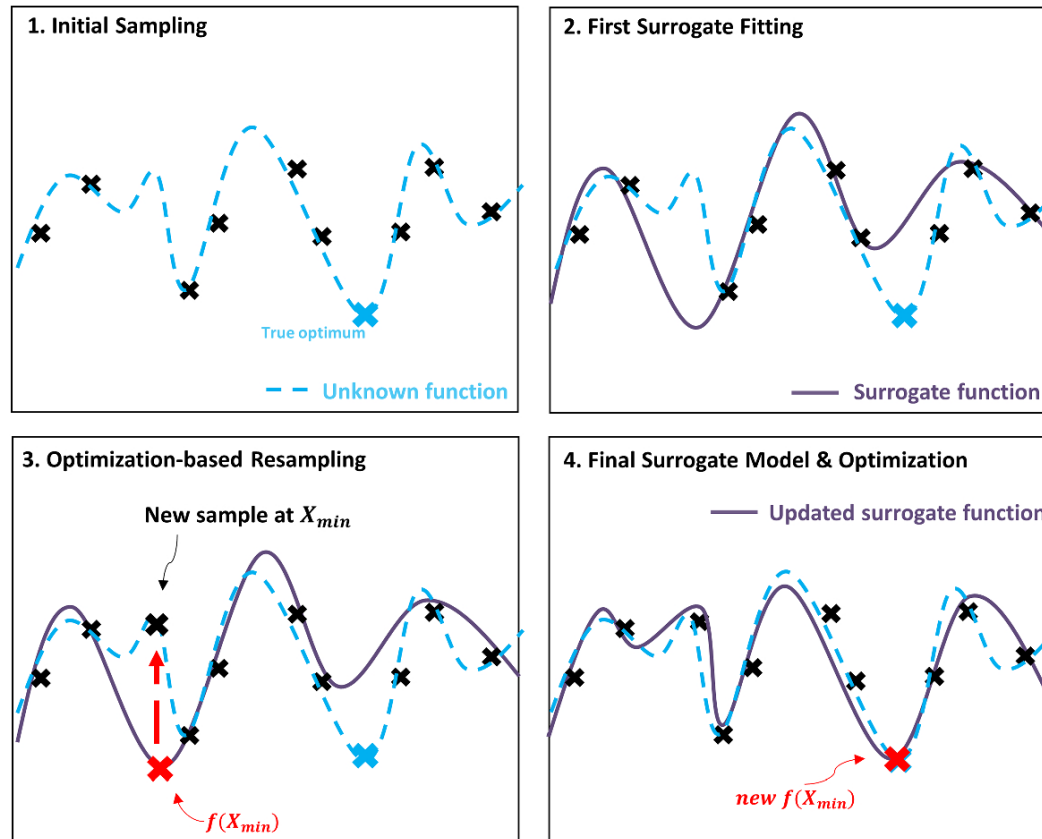 1. Initial Sampling
True optimum
Unknown function
2. First Surrogate Fitting
Surrogate function
3. Optimization-based Resampling
New sample at X_min
f(X_min)
4. Final Surrogate Model & Optimization
Updated surrogate function
new f(X_min)